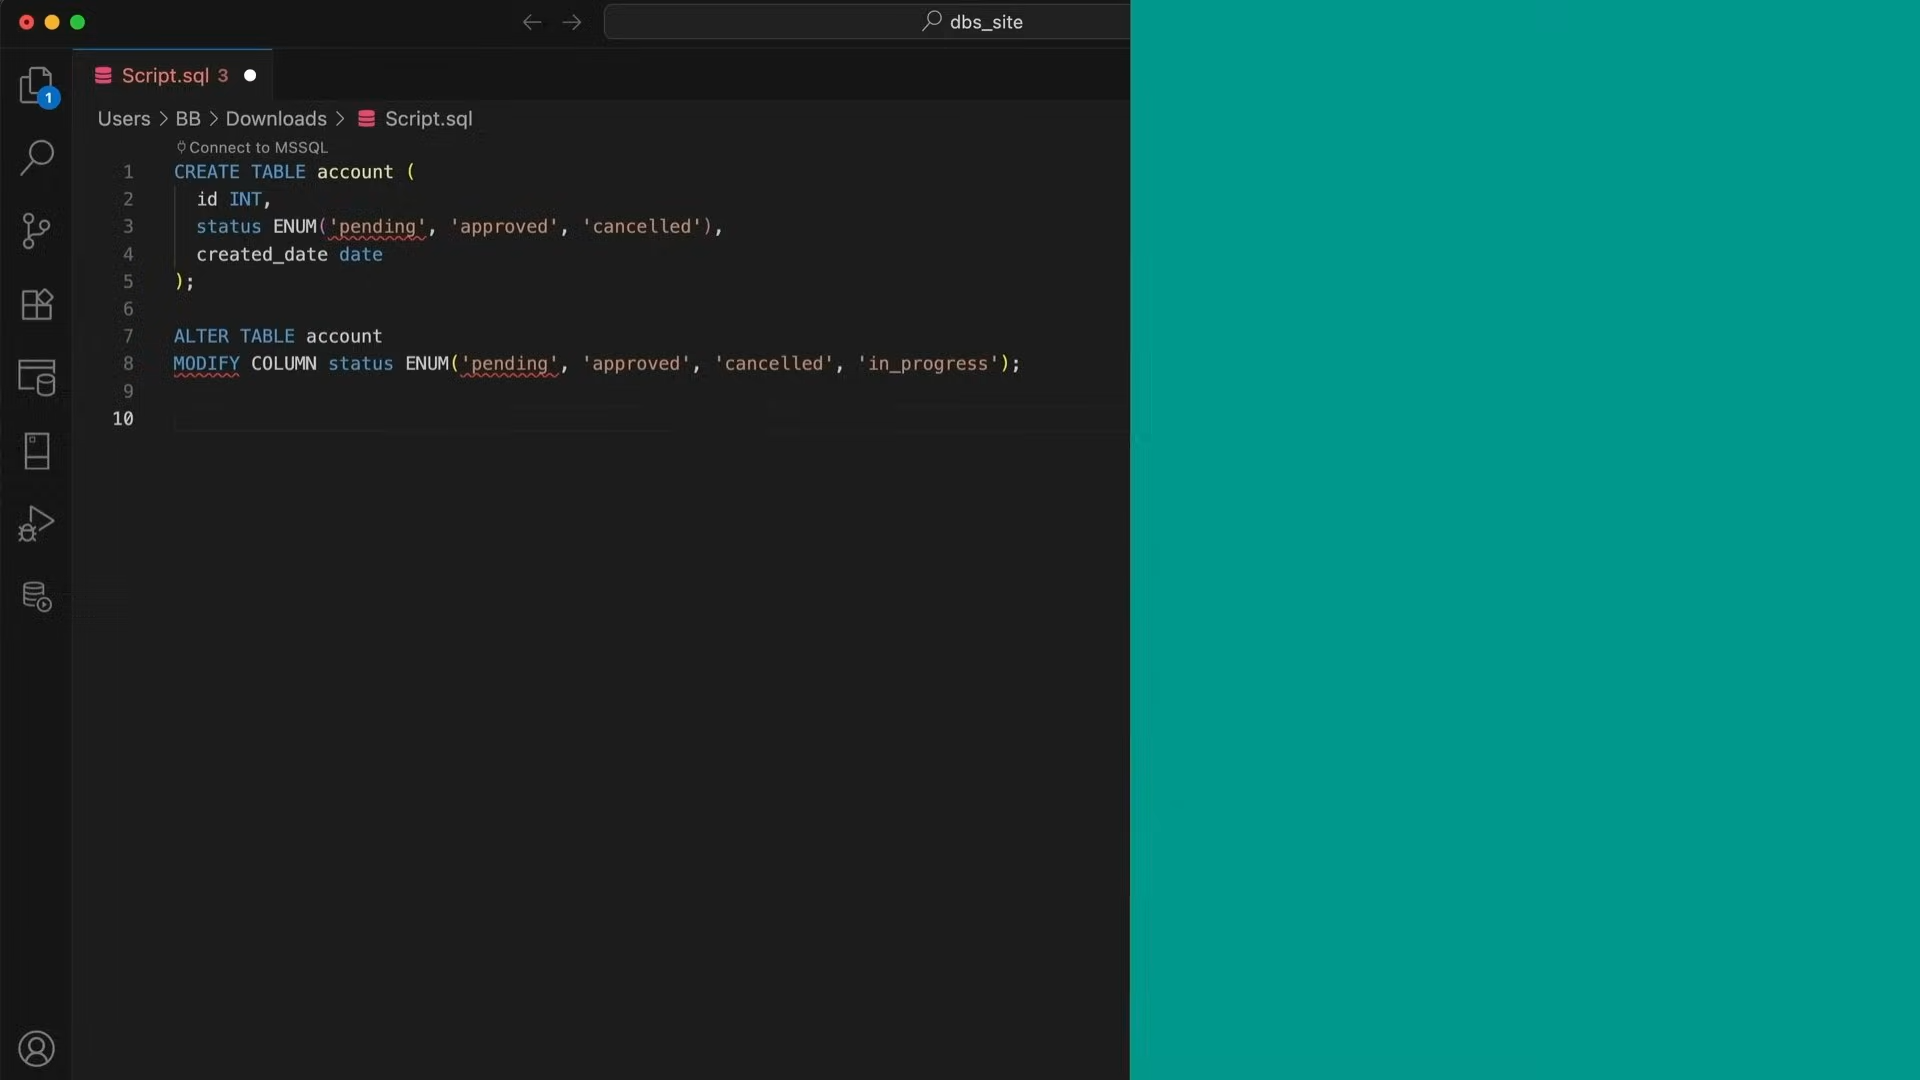 dbs_site
Script.sql 3
1
Users > BB > Downloads > Script.sql
Connect to MSSQL
1 CREATE TABLE account (
2 id INT,
3 status ENUM('pending', 'approved', 'cancelled'),
4 created_date date
5 );
6
7 ALTER TABLE account
8 MODIFY COLUMN status ENUM('pending', 'approved', 'cancelled', 'in_progress');
9
10